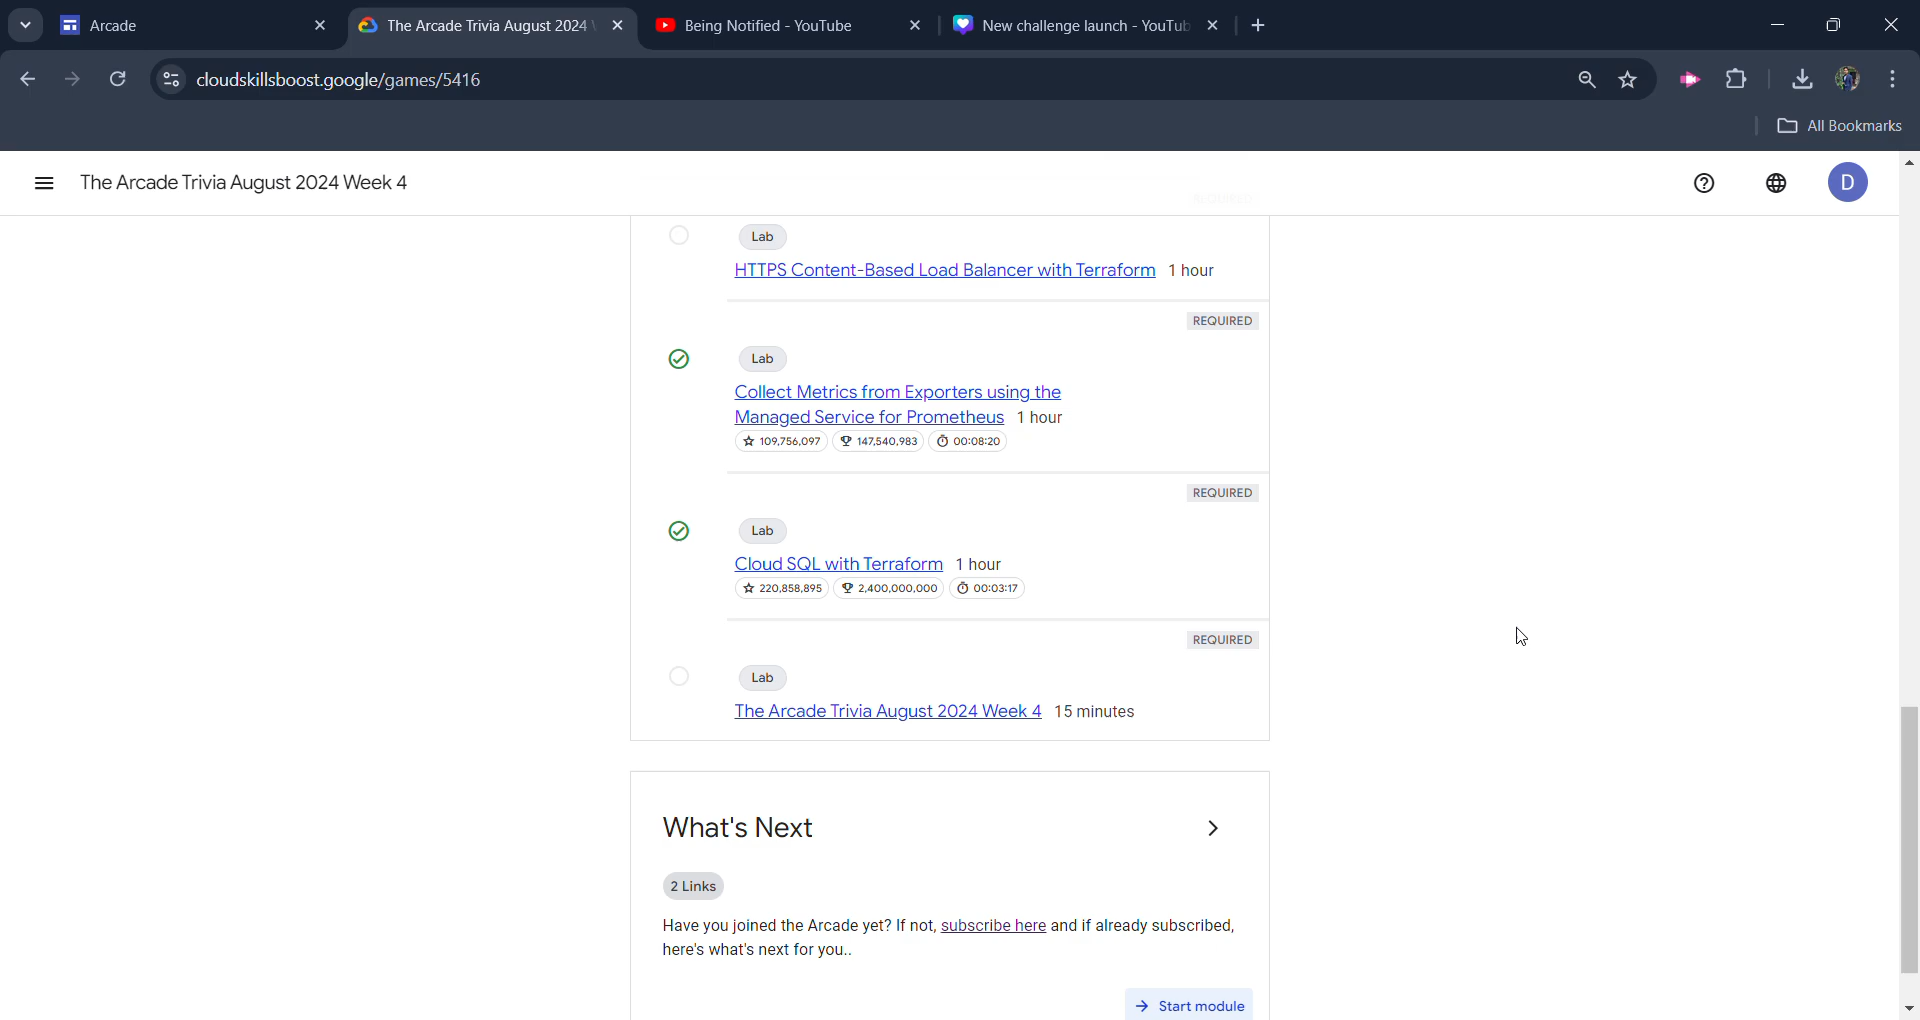 Arcade
The Arcade Trivia August 2024
Being Notified - YouTube
New challenge launch - YouTub
cloudskillsboost.google/games/5416
All Bookmarks
The Arcade Trivia August 2024 Week 4
D
Lab
HTTPS Content-Based Load Balancer with Terraform 1 hour
REQUIRED
Lab
Collect Metrics from Exporters using the
Managed Service for Prometheus 1 hour
109,756,097 147,540,983 00:08:20
REQUIRED
Lab
Cloud SQL with Terraform 1 hour
220,858,895 2,400,000,000 00:03:17
REQUIRED
Lab
The Arcade Trivia August 2024 Week 4 15 minutes
What's Next
2 Links
Have you joined the Arcade yet? If not, subscribe here and if already subscribed,
here's what's next for you..
Start module